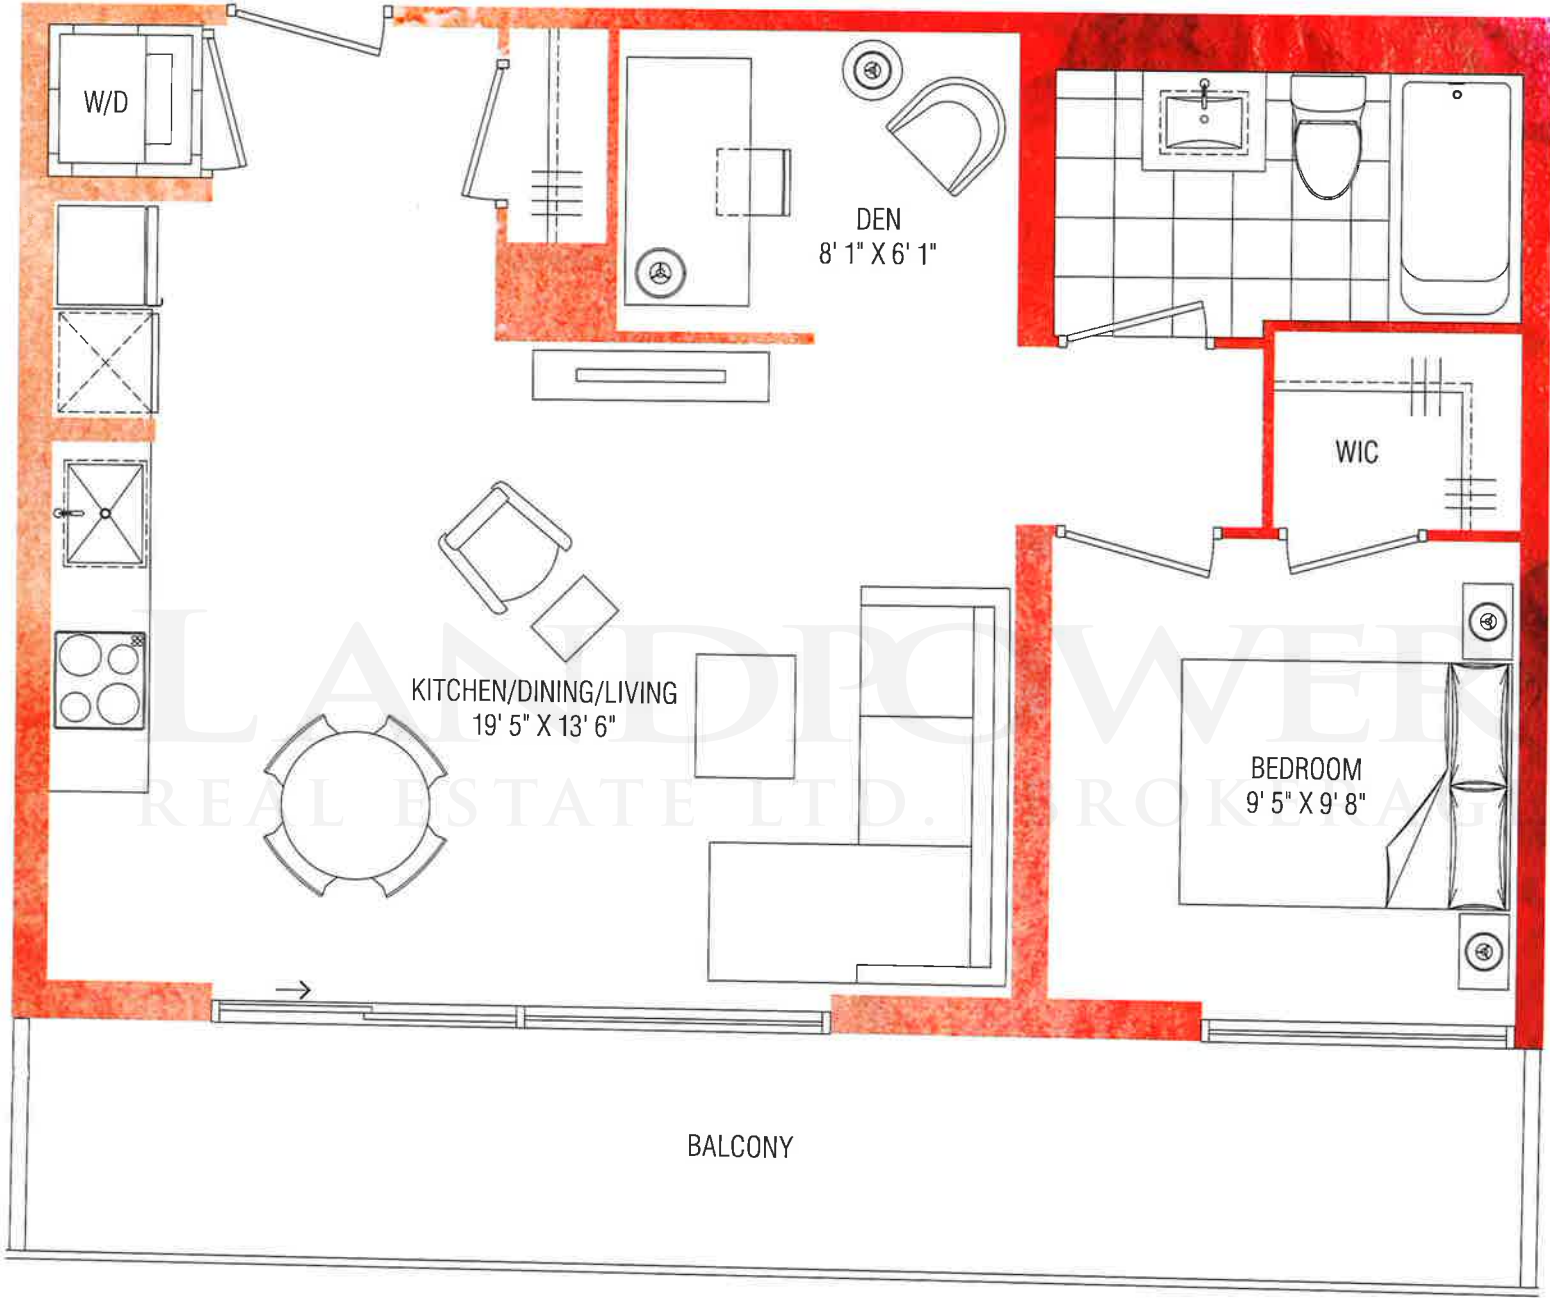 W/D
DEN
8' 1" X 6' 1"
WIC
KITCHEN/DINING/LIVING
19' 5" X 13' 6"
BEDROOM
9' 5" X 9' 8"
LANDPOWER
REAL ESTATE LTD. BROKERAG
BALCONY